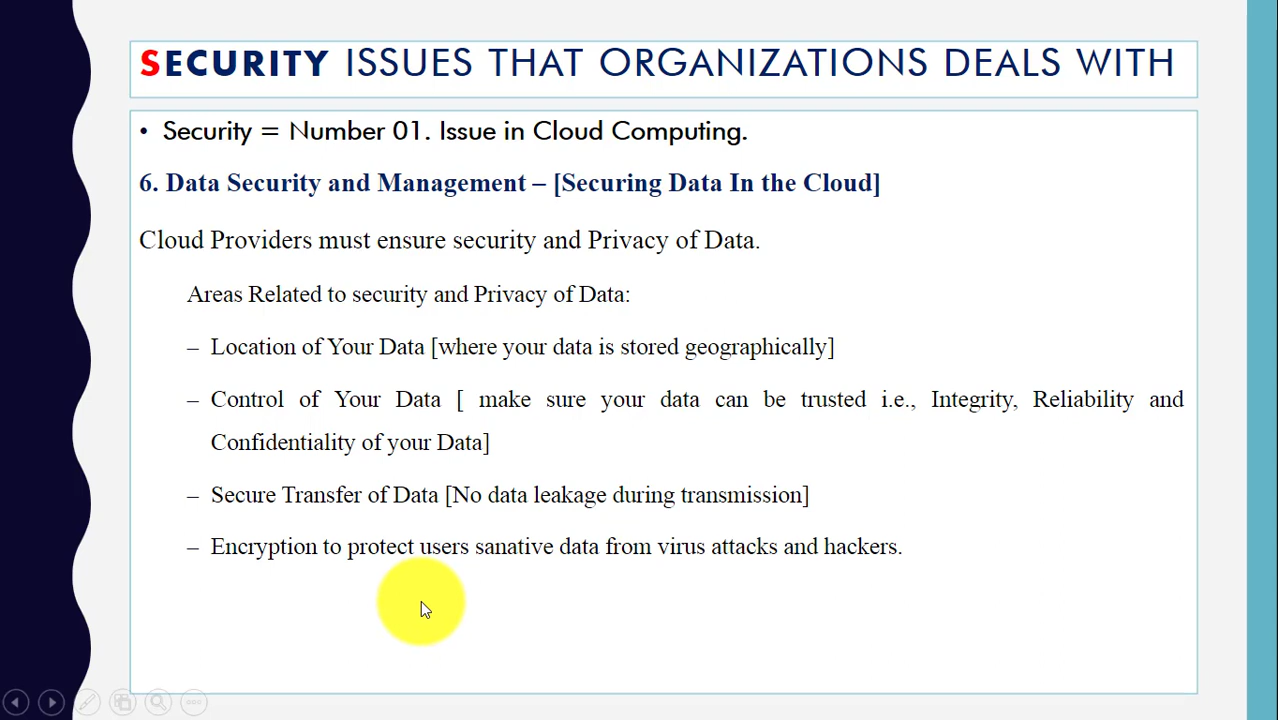 SECURITY ISSUES THAT ORGANIZATIONS DEALS WITH
• Security = Number 01. Issue in Cloud Computing.
6. Data Security and Management – [Securing Data In the Cloud]
Cloud Providers must ensure security and Privacy of Data.
Areas Related to security and Privacy of Data:
– Location of Your Data [where your data is stored geographically]
– Control of Your Data [ make sure your data can be trusted i.e., Integrity, Reliability and
Confidentiality of your Data]
– Secure Transfer of Data [No data leakage during transmission]
– Encryption to protect users sanative data from virus attacks and hackers.